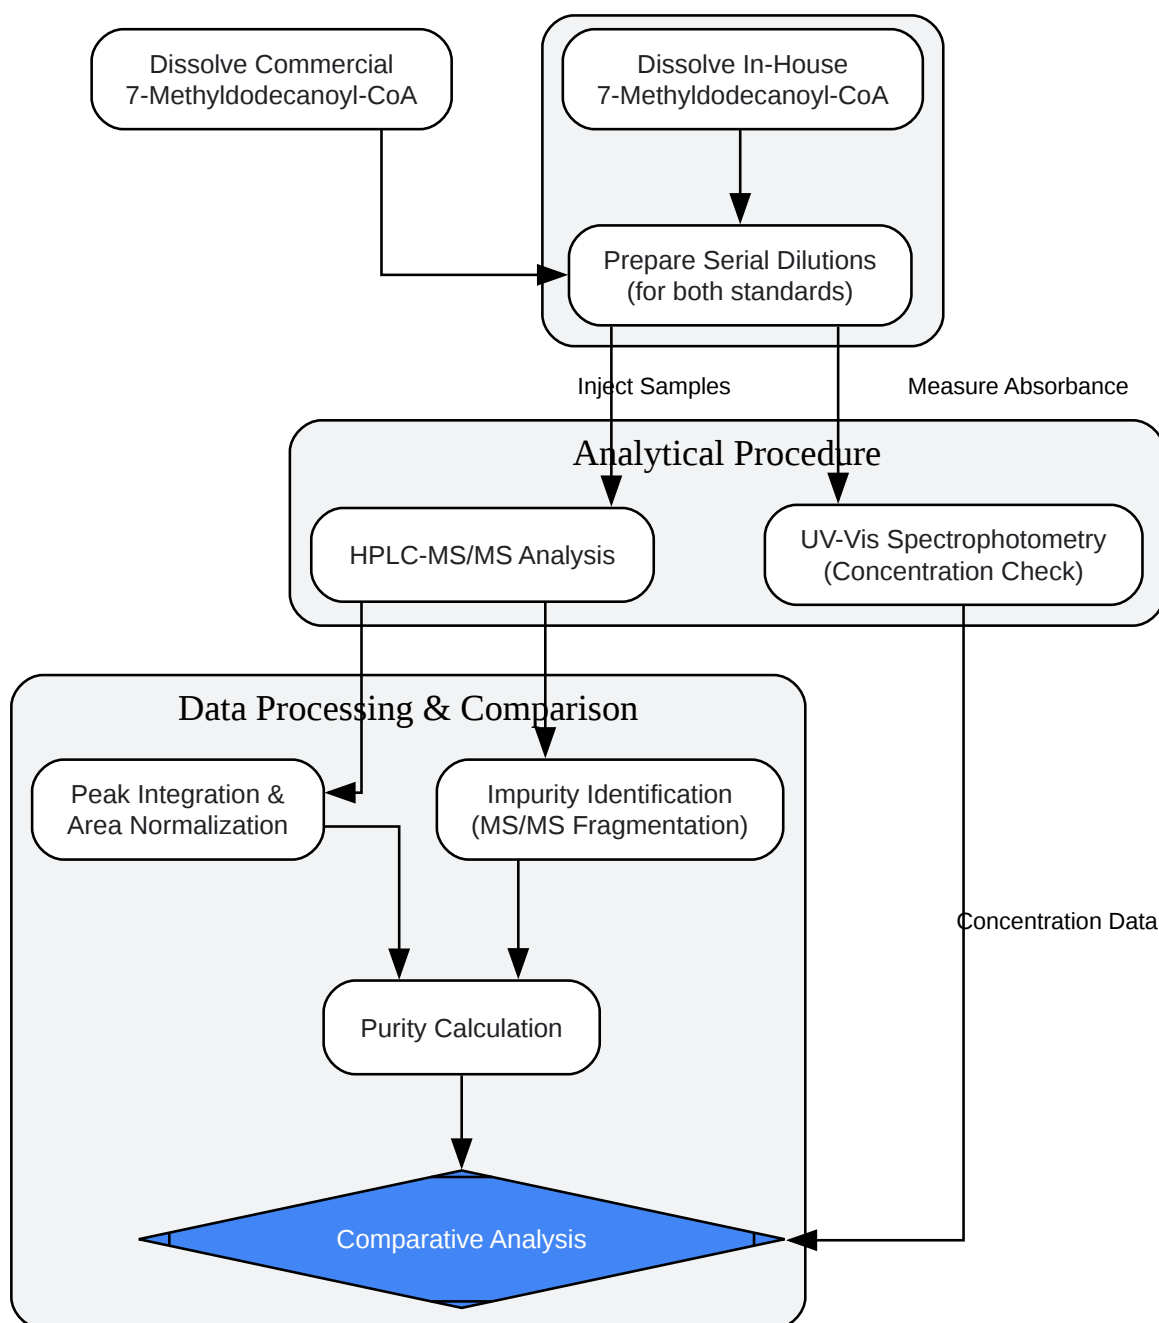 Dissolve Commercial
7-Methyldodecanoyl-CoA
Dissolve In-House
7-Methyldodecanoyl-CoA
Prepare Serial Dilutions
(for both standards)
Inject Samples
Measure Absorbance
Analytical Procedure
HPLC-MS/MS Analysis
UV-Vis Spectrophotometry
(Concentration Check)
Data Processing & Comparison
Peak Integration &
Area Normalization
Impurity Identification
(MS/MS Fragmentation)
Concentration Data
Purity Calculation
Comparative Analysis